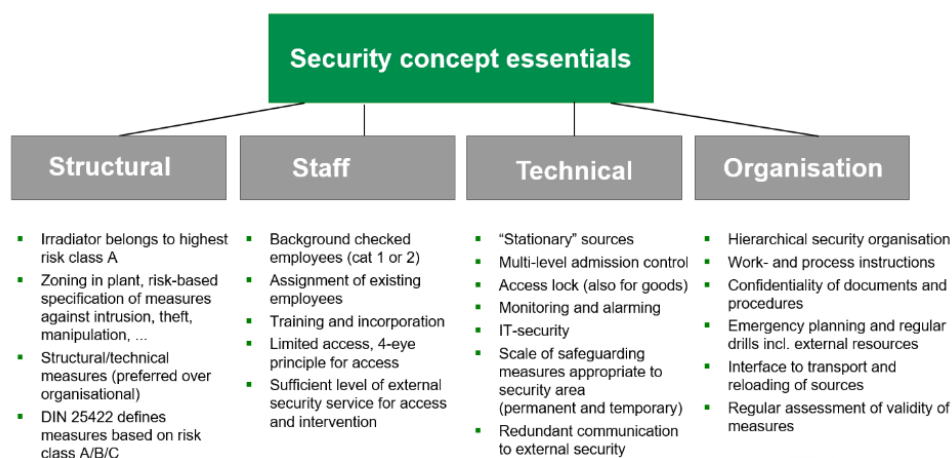 Security concept essentials
Structural
Irradiator belongs to highest
risk class A
Zoning in plant, risk-based
specification of measures
against intrusion, theft,
manipulation, ...
Structural/technical
measures (preferred over
organisational)
DIN 25422 defines
measures based on risk
class A/B/C
Staff
Background checked
employees (cat 1 or 2)
Assignment of existing
employees
Training and incorporation
Limited access, 4-eye
principle for access
Sufficient level of external
security service for access
and intervention
Technical
“Stationary” sources
Multi-level admission control
Access lock (also for goods)
Monitoring and alarming
IT-security
Scale of safeguarding
measures appropriate to
security area
(permanent and temporary)
Redundant communication
to external security
Organisation
Hierarchical security organisation
Work- and process instructions
Confidentiality of documents and
procedures
Emergency planning and regular
drills incl. external resources
Interface to transport and
reloading of sources
Regular assessment of validity of
measures